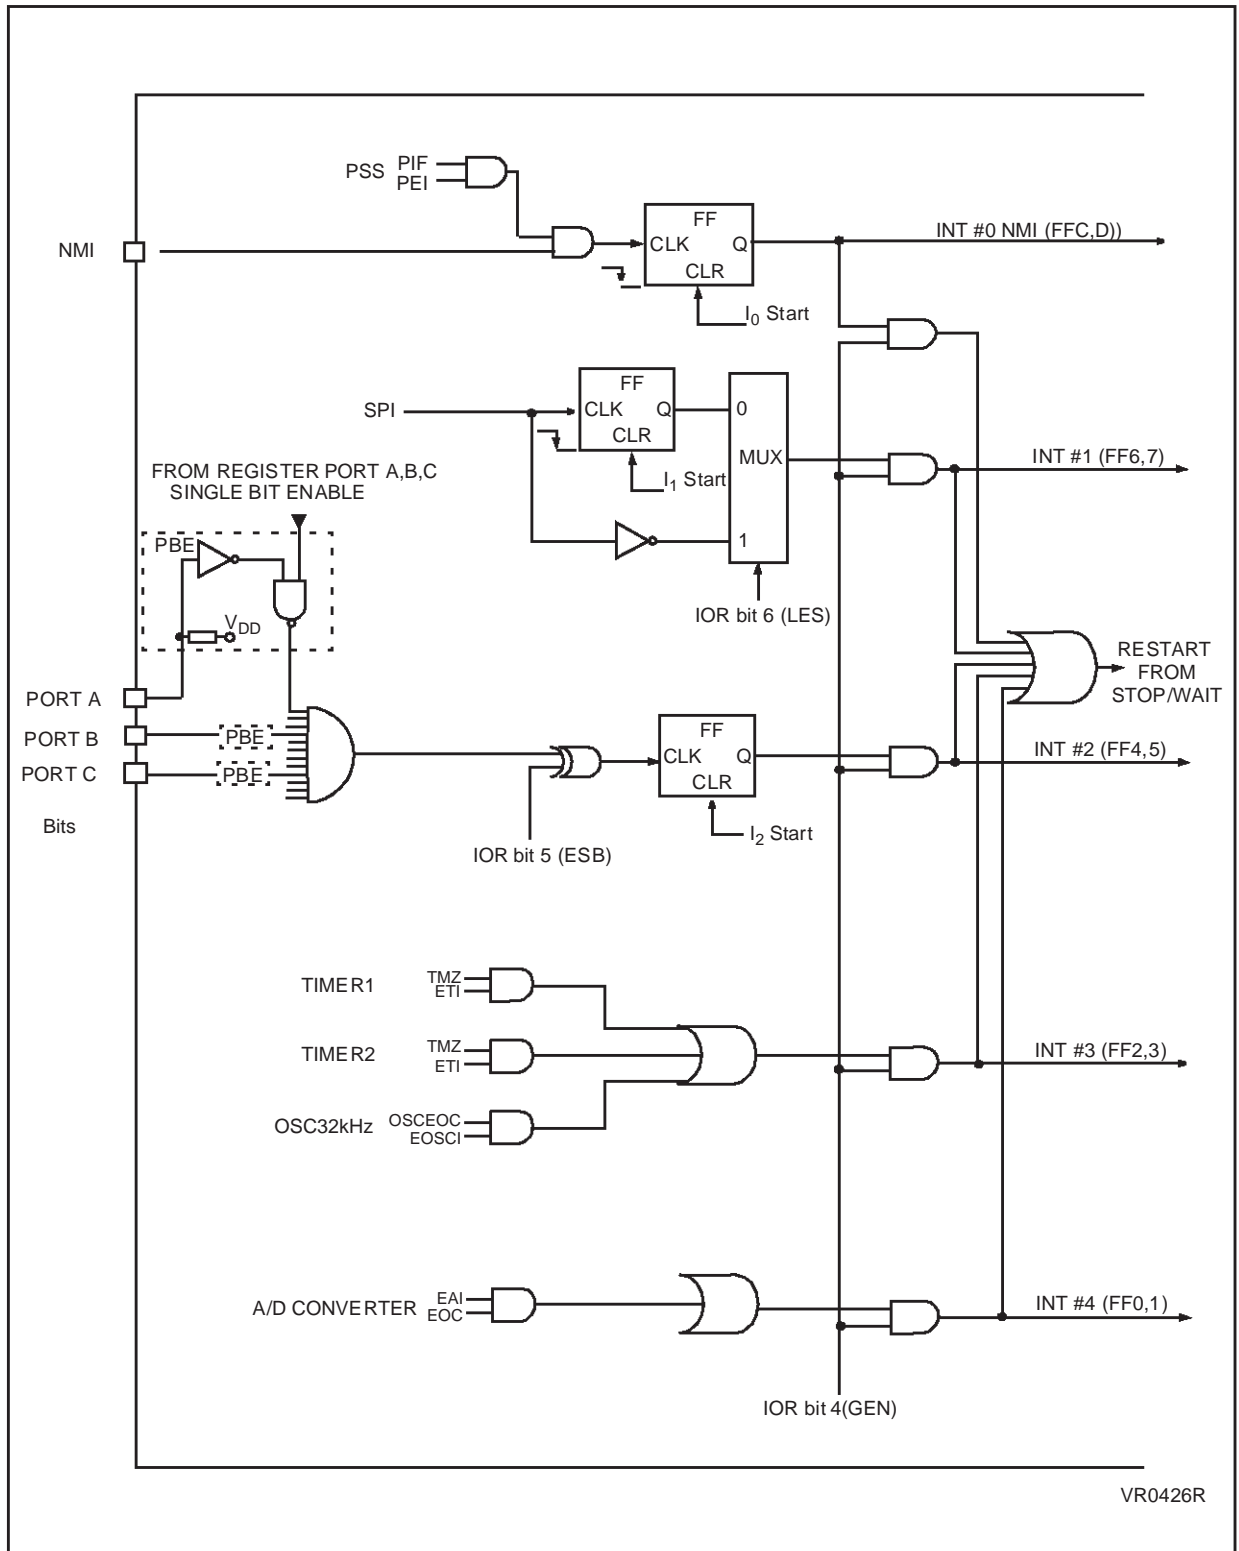 PSS PIF
PEI
NMI
FF
CLK Q
CLR
I0 Start
INT #0 NMI (FFC,D))
SPI
FF
CLK Q
CLR
I1 Start
0
MUX
1
IOR bit 6 (LES)
INT #1 (FF6,7)
FROM REGISTER PORT A,B,C
SINGLE BIT ENABLE
PBE
VDD
PORT A
PORT B
PBE
PORT C
PBE
Bits
IOR bit 5 (ESB)
FF
CLK Q
CLR
I2 Start
INT #2 (FF4,5)
RESTART
FROM
STOP/WAIT
TIMER1 TMZ
ETI
TIMER2 TMZ
ETI
OSC32kHz OSCEOC
EOSCI
INT #3 (FF2,3)
A/D CONVERTER EAI
EOC
INT #4 (FF0,1)
IOR bit 4(GEN)
VR0426R